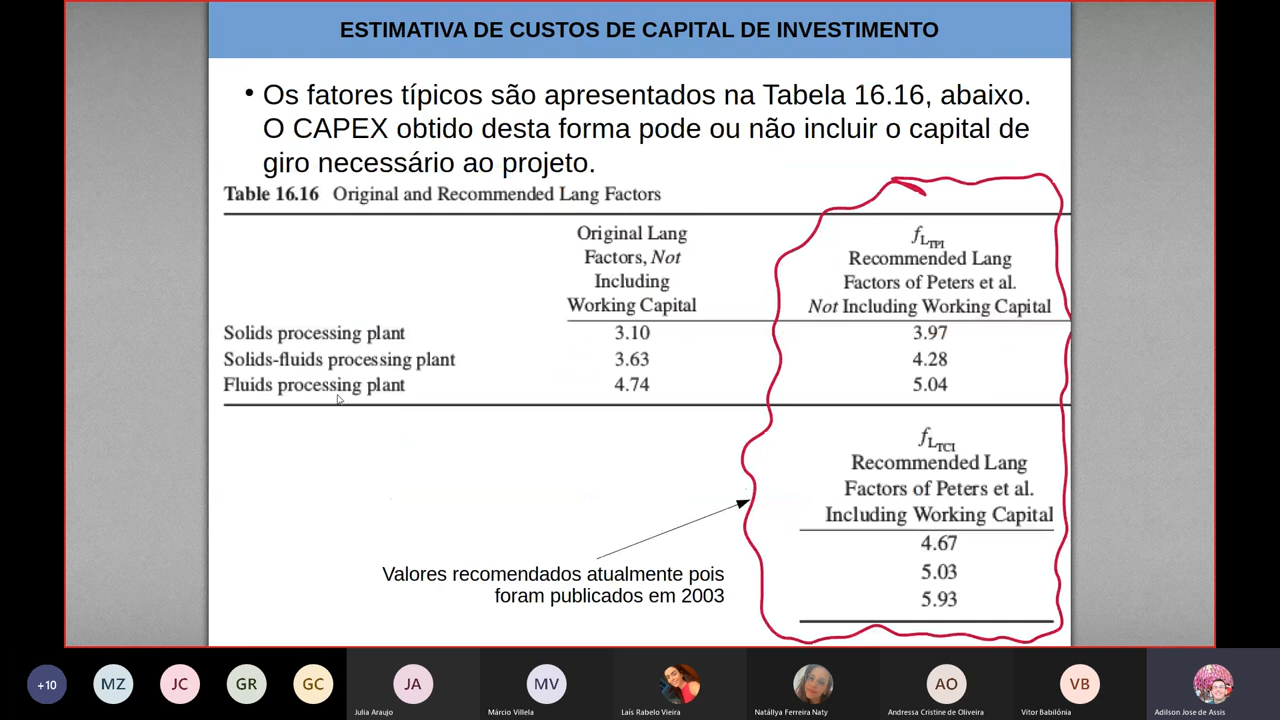 ESTIMATIVA DE CUSTOS DE CAPITAL DE INVESTIMENTO
• Os fatores típicos são apresentados na Tabela 16.16, abaixo.
O CAPEX obtido desta forma pode ou não incluir o capital de
giro necessário ao projeto.
Table 16.16 Original and Recommended Lang Factors
Original Lang
Factors, Not
Including
Working Capital
fLTPI
Recommended Lang
Factors of Peters et al.
Not Including Working Capital
Solids processing plant 3.10 3.97
Solids-fluids processing plant 3.63 4.28
Fluids processing plant 4.74 5.04
fLTCI
Recommended Lang
Factors of Peters et al.
Including Working Capital
4.67
5.03
5.93
Valores recomendados atualmente pois
foram publicados em 2003
+10
MZ
JC
GR
GC
JA
MV
AO
VB
Julia Araujo
Márcio Villela
Laís Rabelo Vieira
Natállya Ferreira Naty
Andressa Cristine de Oliveira
Vitor Babilônia
Adilson Jose de Assis